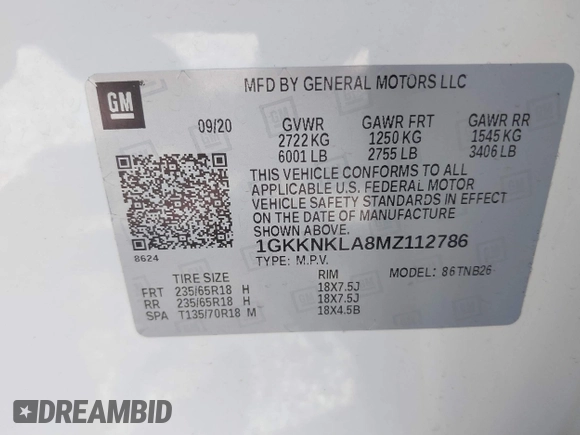 GM
MFD BY GENERAL MOTORS LLC
09/20 GVWR GAWR FRT GAWR RR
2722 KG 1250 KG 1545 KG
6001 LB 2755 LB 3406 LB
THIS VEHICLE CONFORMS TO ALL
APPLICABLE U.S. FEDERAL MOTOR
VEHICLE SAFETY STANDARDS IN EFFECT
ON THE DATE OF MANUFACTURE
SHOWN ABOVE.
8624
1GKKNKLA8MZ112786
TYPE: M.P.V. MODEL: 86TNB26
TIRE SIZE RIM
FRT 235/65R18 H 18X7.5J
RR 235/65R18 H 18X7.5J
SPA T135/70R18 M 18X4.5B
DREAMBID